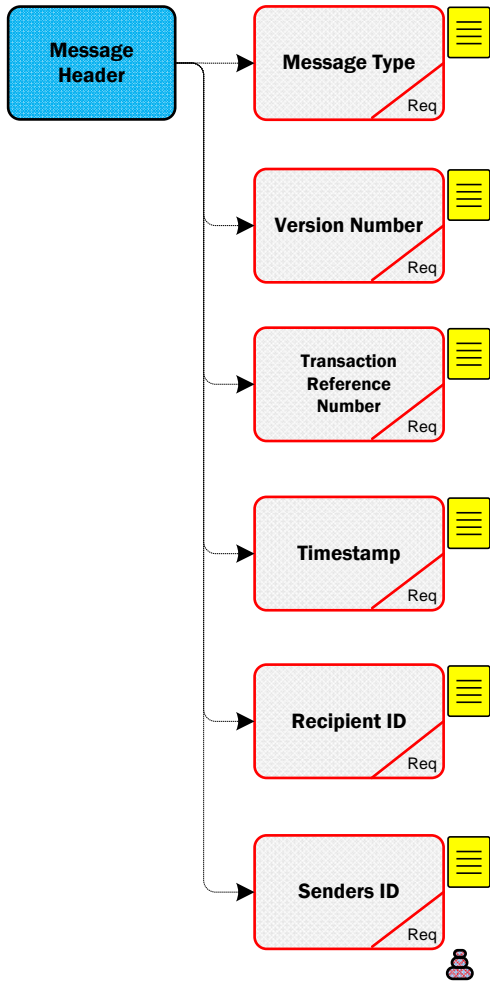 Message
Header
Message Type
Req
Version Number
Req
Transaction
Reference
Number
Req
Timestamp
Req
Recipient ID
Req
Senders ID
Req